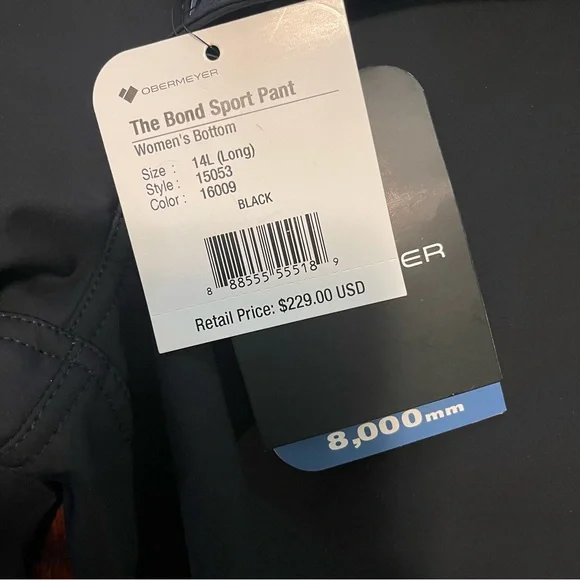 OBERMEYER
The Bond Sport Pant
Women's Bottom
Size : 14L (Long)
Style : 15053
Color : 16009
BLACK
8 88555 55518 9
Retail Price: $229.00 USD
ER
8,000mm